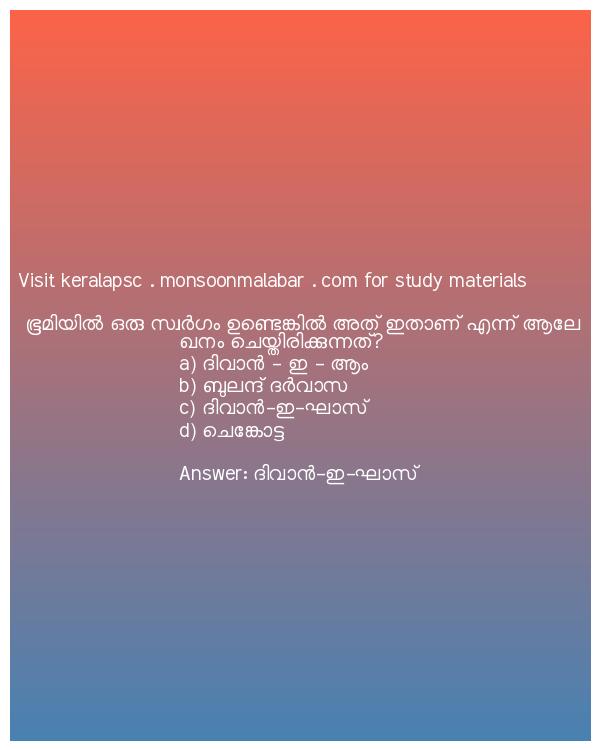 Visit keralapsc . monsoonmalabar . com for study materials
ഭൂമിയിൽ ഒരു സ്വർഗം ഉണ്ടെങ്കിൽ അത് ഇതാണ് എന്ന് ആലേ
ഖനം ചെയ്തിരിക്കുന്നത്?
a) ദിവാൻ - ഇ - ആം
b) ബുലന്ദ് ദർവാസ
c) ദിവാൻ-ഇ-ഘാസ്
d) ചെങ്കോട്ട
Answer: ദിവാൻ-ഇ-ഘാസ്